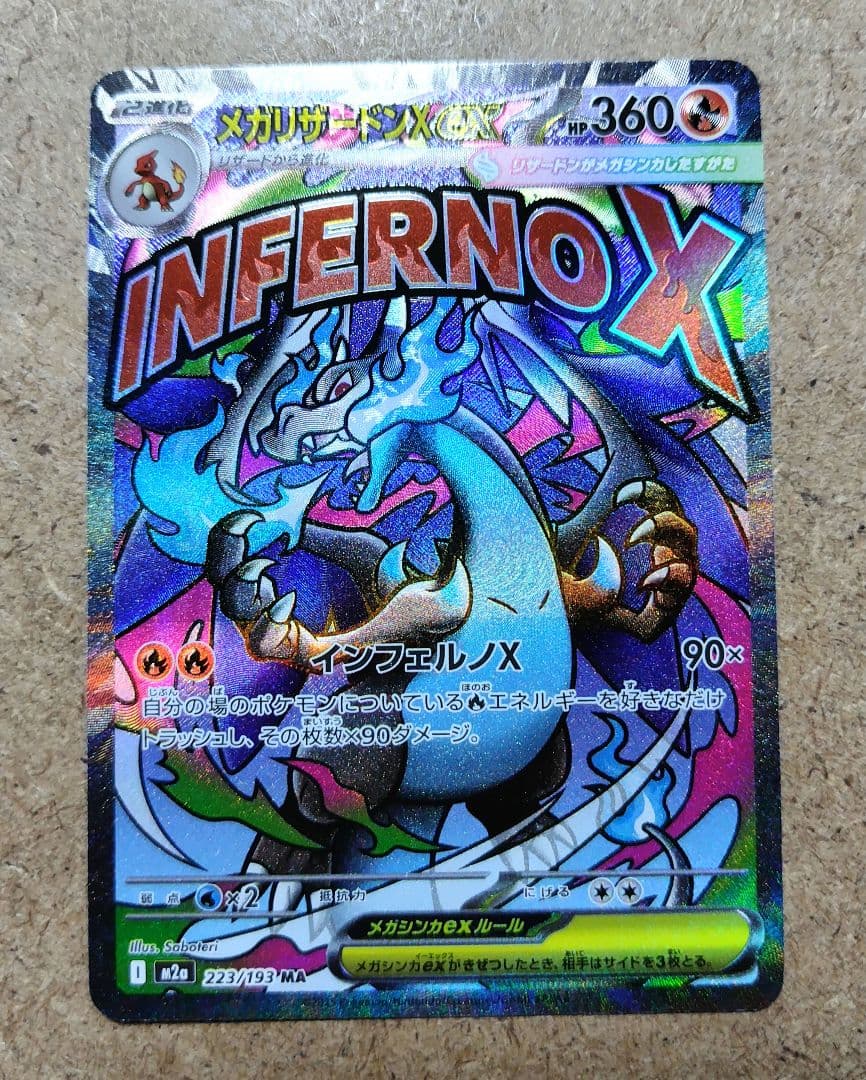 2進化
メガリザードンXex
HP360
リザードから進化
リザードンがメガシンカしたすがた
INFERNO X
インフェルノX 90×
自分の場のポケモンについているエネルギーを好きなだけ
トラッシュし、その枚数×90ダメージ。
弱点 ×2 抵抗力 にげる
メガシンカexルール
メガシンカexがきぜつしたとき、相手はサイドを3枚とる。
Illus. Saboteri
I M2a 223/193 MA